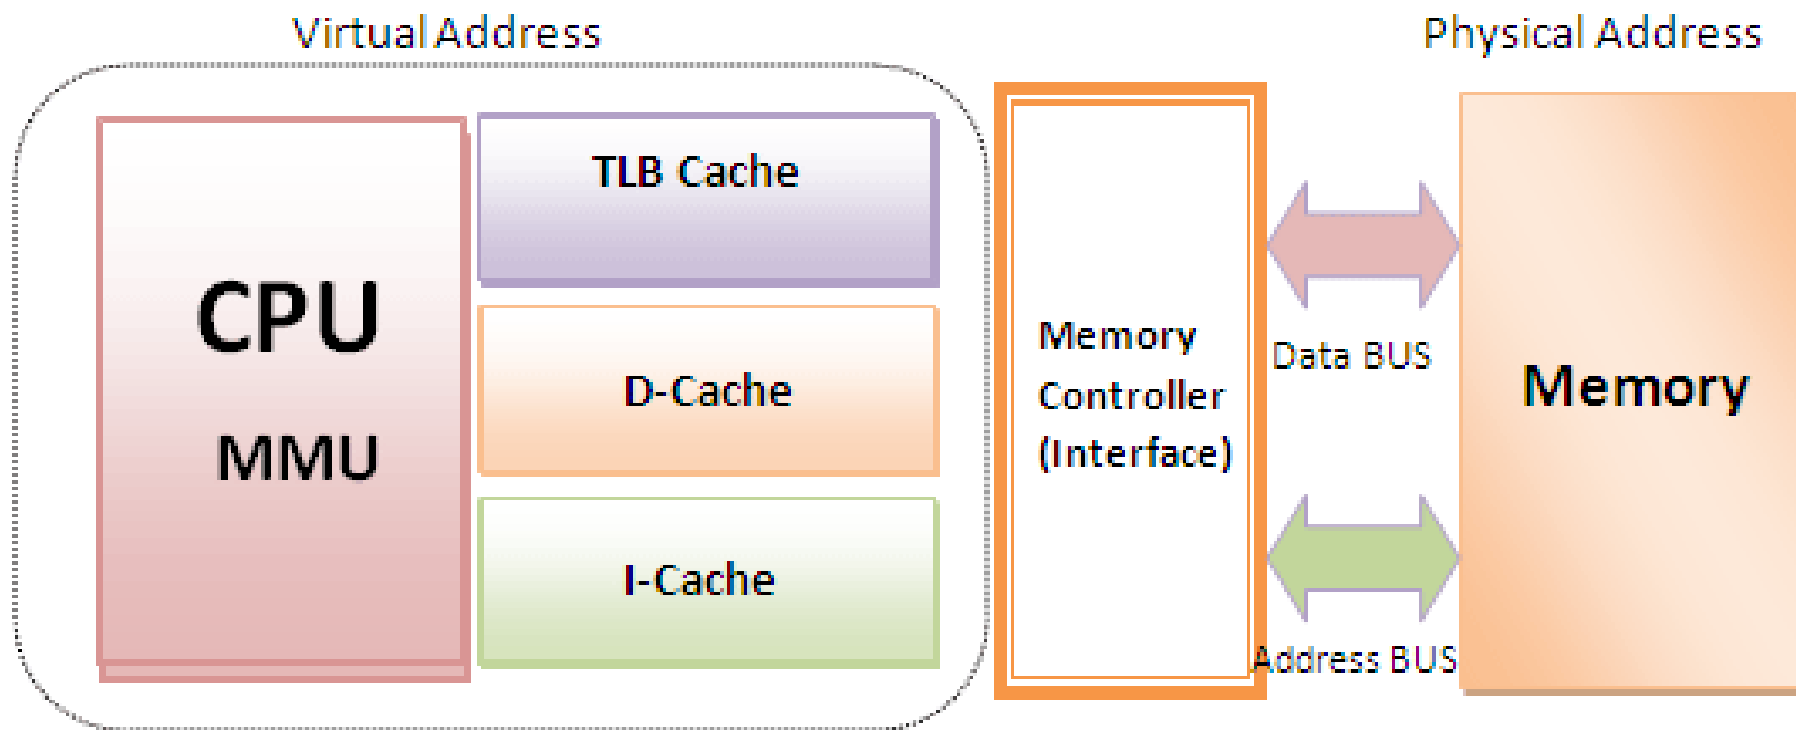 Virtual Address
Physical Address
CPU
MMU
TLB Cache
D-Cache
I-Cache
Memory
Controller
(Interface)
Data BUS
Address BUS
Memory